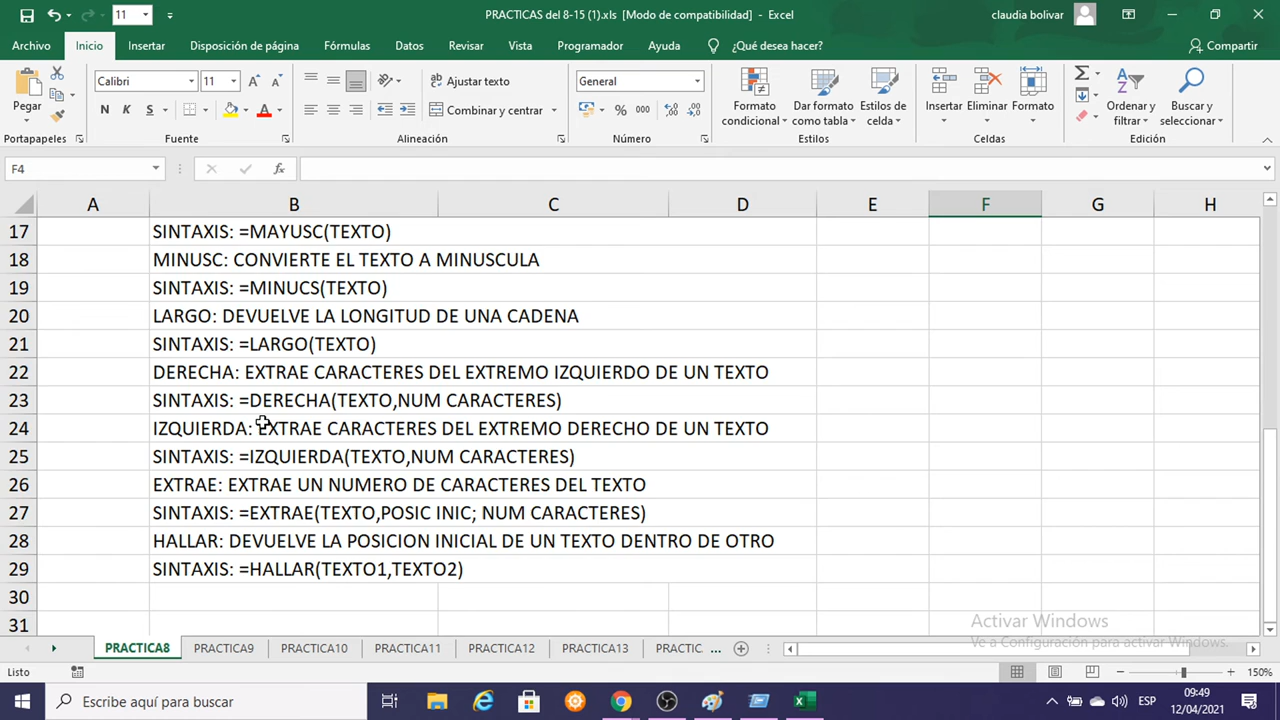 11
PRACTICAS del 8-15 (1).xls [Modo de compatibilidad] - Excel
claudia bolivar
Archivo Inicio Insertar Disposición de página Fórmulas Datos Revisar Vista Programador Ayuda ¿Qué desea hacer? Compartir
Calibri 11 Ajustar texto General
Pegar
N K S Combinar y centrar % 000
Formato condicional
Dar formato como tabla
Estilos de celda
Insertar Eliminar Formato
Ordenar y filtrar
Buscar y seleccionar
Portapapeles Fuente Alineación Número Estilos Celdas Edición
F4 fx
A B C D E F G H
17 SINTAXIS: =MAYUSC(TEXTO)
18 MINUSC: CONVIERTE EL TEXTO A MINUSCULA
19 SINTAXIS: =MINUCS(TEXTO)
20 LARGO: DEVUELVE LA LONGITUD DE UNA CADENA
21 SINTAXIS: =LARGO(TEXTO)
22 DERECHA: EXTRAE CARACTERES DEL EXTREMO IZQUIERDO DE UN TEXTO
23 SINTAXIS: =DERECHA(TEXTO,NUM CARACTERES)
24 IZQUIERDA: EXTRAE CARACTERES DEL EXTREMO DERECHO DE UN TEXTO
25 SINTAXIS: =IZQUIERDA(TEXTO,NUM CARACTERES)
26 EXTRAE: EXTRAE UN NUMERO DE CARACTERES DEL TEXTO
27 SINTAXIS: =EXTRAE(TEXTO,POSIC INIC; NUM CARACTERES)
28 HALLAR: DEVUELVE LA POSICION INICIAL DE UN TEXTO DENTRO DE OTRO
29 SINTAXIS: =HALLAR(TEXTO1,TEXTO2)
30
31
Activar Windows
Ve a Configuración para activar Windows.
PRACTICA8 PRACTICA9 PRACTICA1 PRACTICA11 PRACTICA12 PRACTICA13 PRACTIC ...
Listo 150%
Escribe aquí para buscar
ESP
09:49
12/04/2021